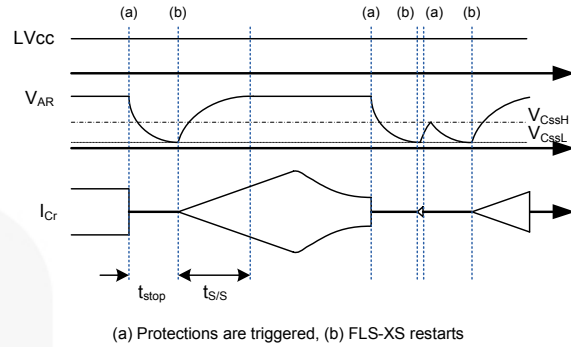 (a) (b) (a) (b) (a) (b)
LVcc
VAR
VCssH
VCssL
ICr
tstop tS/S
(a) Protections are triggered, (b) FLS-XS restarts